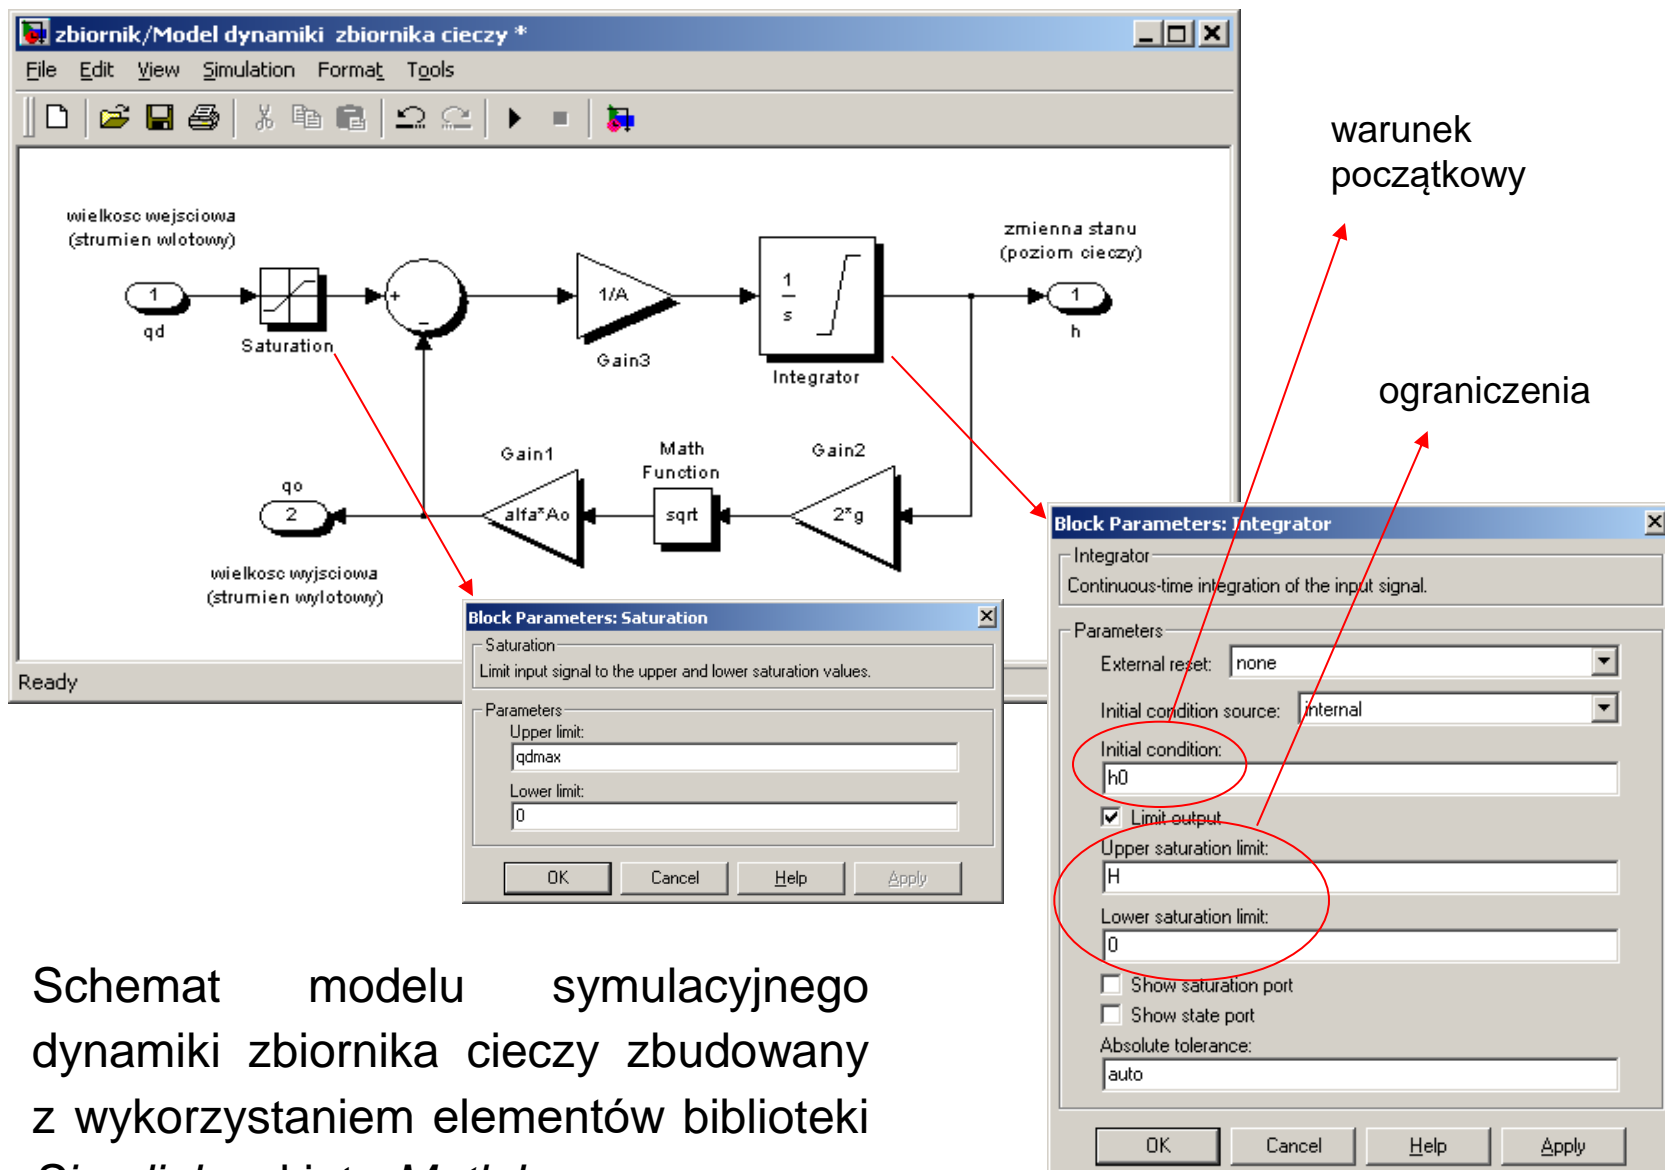 zbiornik/Model dynamiki zbiornika cieczy *
File Edit View Simulation Format Tools
wielkosc wejsciowa
(strumien wlotowy)
1
qd
Saturation
+
−
1/A
Gain3
1
s
Integrator
zmienna stanu
(poziom cieczy)
1
h
Gain1
alfa*Ao
Math
Function
sqrt
Gain2
2*g
qo
2
wielkosc wyjsciowa
(strumien wylotowy)
Ready
warunek
początkowy
ograniczenia
Block Parameters: Saturation
Saturation
Limit input signal to the upper and lower saturation values.
Parameters
Upper limit:
qdmax
Lower limit:
0
OK Cancel Help Apply
Block Parameters: Integrator
Integrator
Continuous-time integration of the input signal.
Parameters
External reset: none
Initial condition source: internal
Initial condition:
h0
Limit output
Upper saturation limit:
H
Lower saturation limit:
0
Show saturation port
Show state port
Absolute tolerance:
auto
OK Cancel Help Apply
Schemat modelu symulacyjnego
dynamiki zbiornika cieczy zbudowany
z wykorzystaniem elementów biblioteki